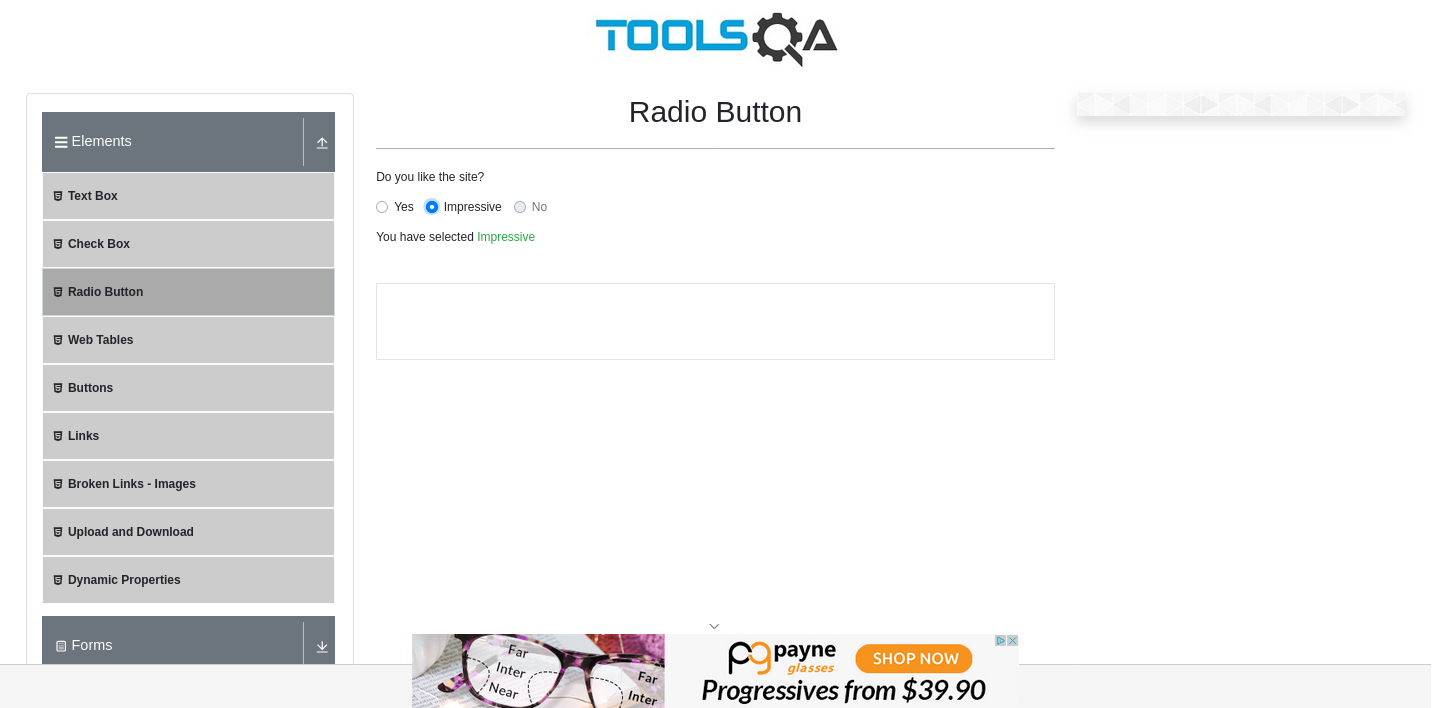 TOOLSQA
Elements
Text Box
Check Box
Radio Button
Web Tables
Buttons
Links
Broken Links - Images
Upload and Download
Dynamic Properties
Forms
Radio Button
Do you like the site?
Yes Impressive No
You have selected Impressive
Far
Inter
Near
Far
Inter
payne
glasses
SHOP NOW
Progressives from $39.90